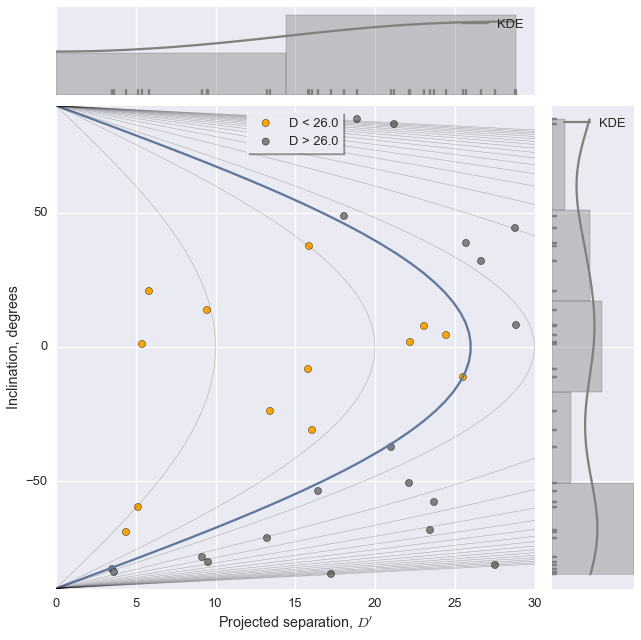 KDE
KDE
D < 26.0
D > 26.0
50
0
−50
Inclination, degrees
0 5 10 15 20 25 30
Projected separation, D′